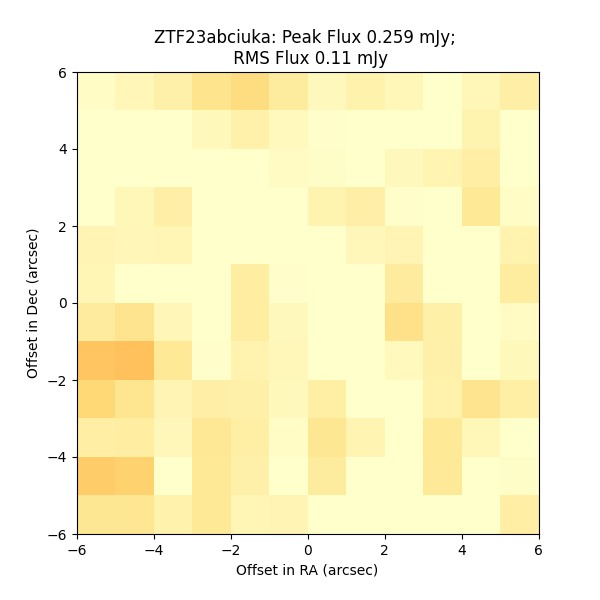 ZTF23abciuka: Peak Flux 0.259 mJy;
RMS Flux 0.11 mJy
6
4
2
0
−2
−4
−6
Offset in Dec (arcsec)
−6 −4 −2 0 2 4 6
Offset in RA (arcsec)